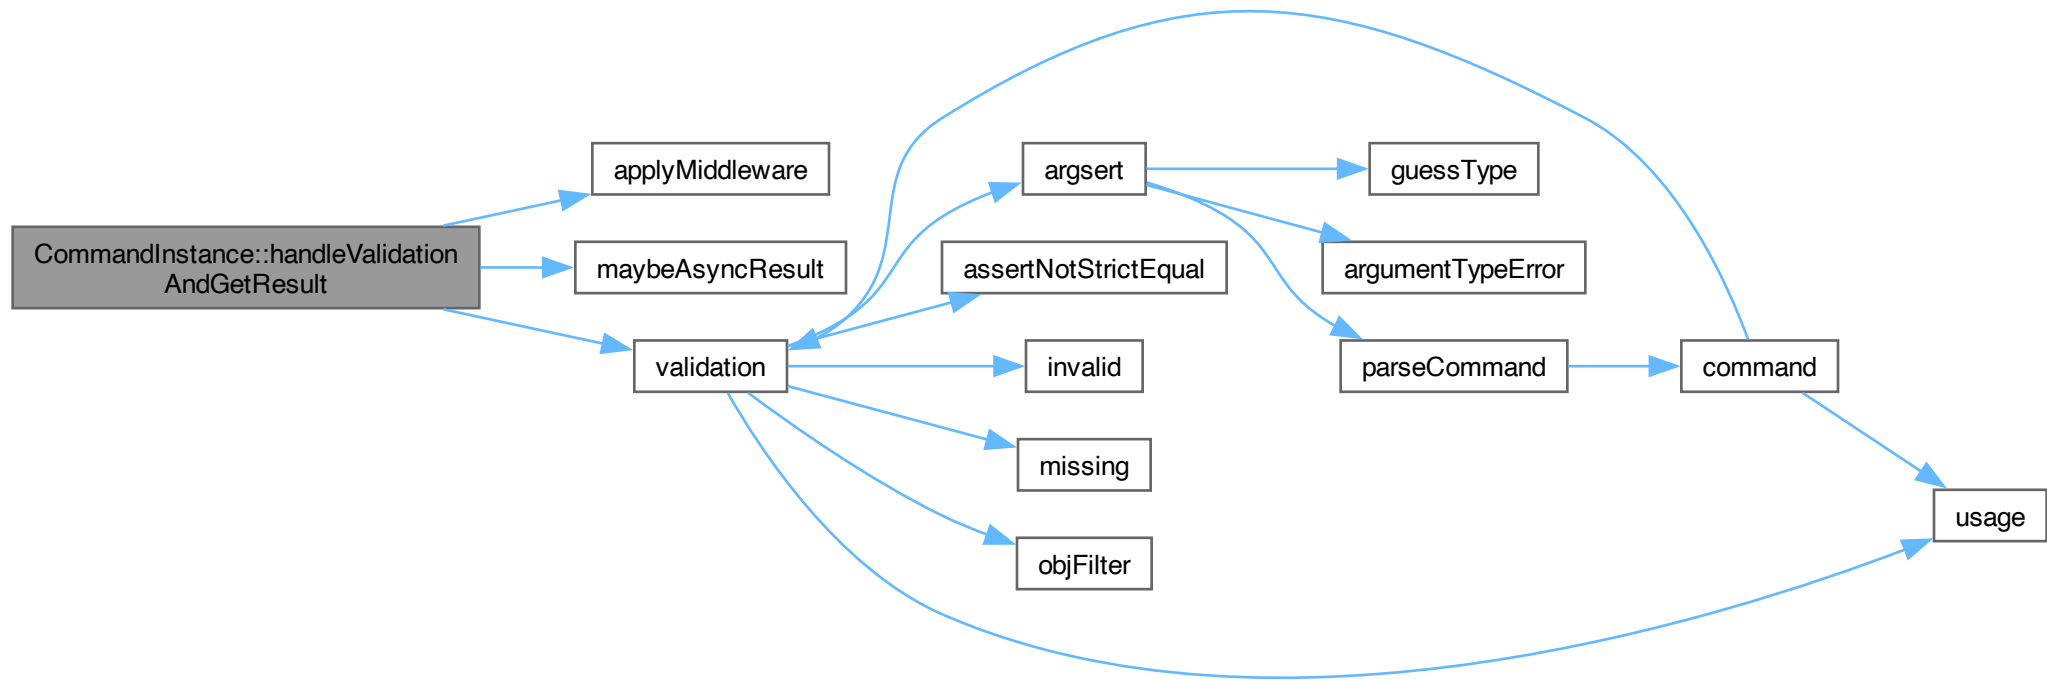 CommandInstance::handleValidation
AndGetResult
applyMiddleware
maybeAsyncResult
validation
argsert
assertNotStrictEqual
invalid
missing
objFilter
guessType
argumentTypeError
parseCommand
command
usage